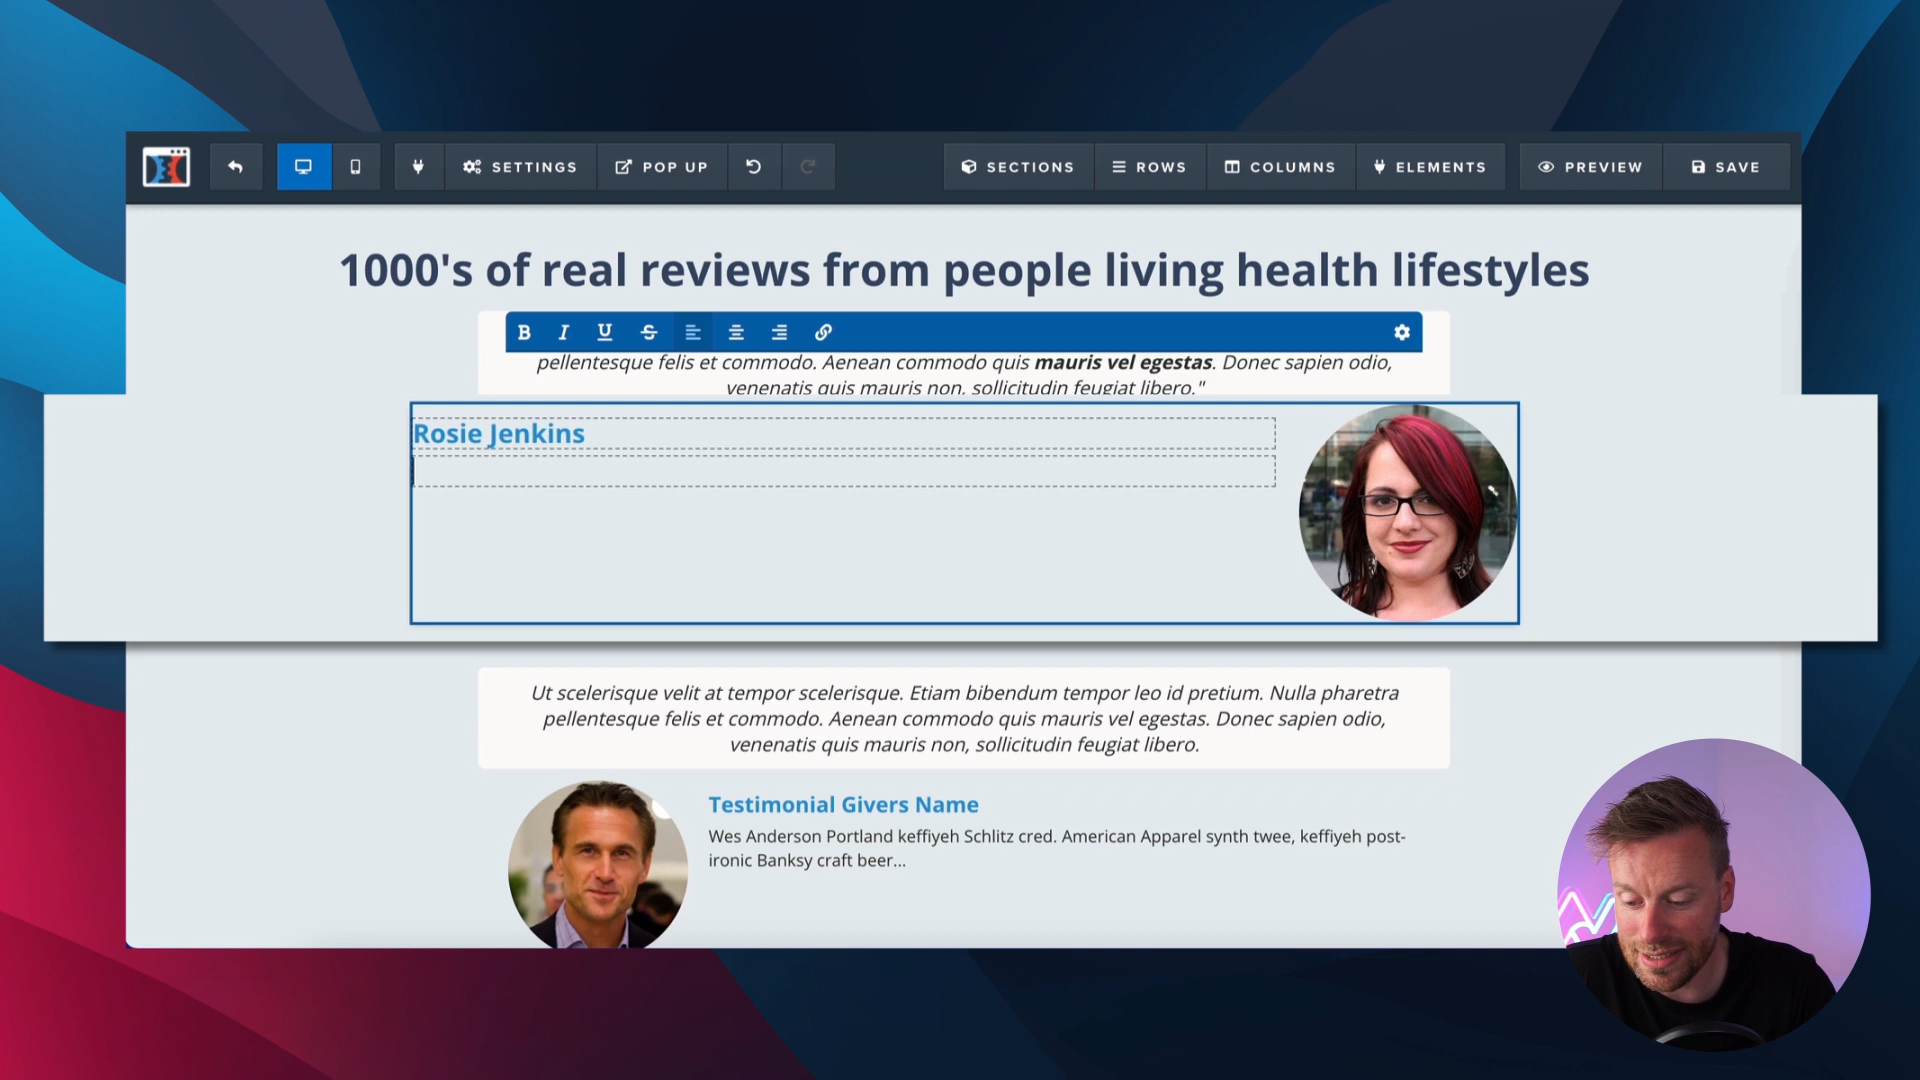 SETTINGS
POP UP
SECTIONS
ROWS
COLUMNS
ELEMENTS
PREVIEW
SAVE
1000's of real reviews from people living health lifestyles
B I U S
pellentesque felis et commodo. Aenean commodo quis mauris vel egestas. Donec sapien odio,
venenatis quis mauris non, sollicitudin feugiat libero."
Rosie Jenkins
Ut scelerisque velit at tempor scelerisque. Etiam bibendum tempor leo id pretium. Nulla pharetra
pellentesque felis et commodo. Aenean commodo quis mauris vel egestas. Donec sapien odio,
venenatis quis mauris non, sollicitudin feugiat libero.
Testimonial Givers Name
Wes Anderson Portland keffiyeh Schlitz cred. American Apparel synth twee, keffiyeh post-
ironic Banksy craft beer...